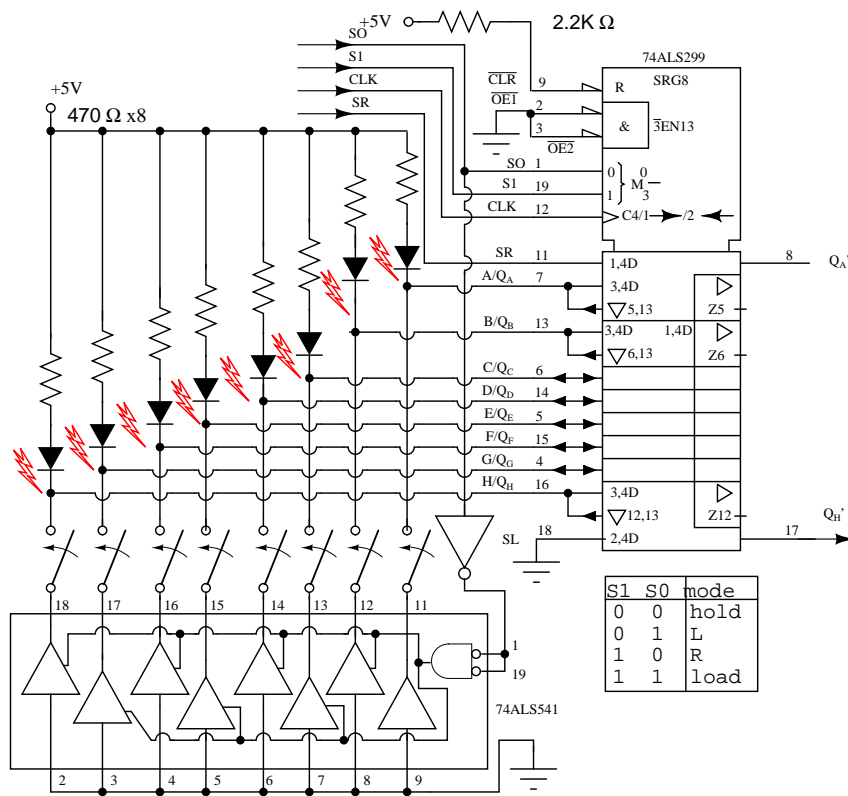 +5V
2.2K Ω
SO
S1
CLK
SR
74ALS299
SRG8
+5V
470 Ω x8
CLR 9 R
OE1 2
& 3EN13
3
OE2
SO 1 0 0
} M
S1 19 1 3
CLK 12 C4/1 /2
SR 11 1,4D 8 QA'
A/QA 7 3,4D
5,13 Z5
B/QB 13 3,4D 1,4D
6,13 Z6
C/QC 6
D/QD 14
E/QE 5
F/QF 15
G/QG 4
H/QH 16 3,4D
12,13 Z12
SL 18 2,4D 17 QH'
S1 S0 mode
0 0 hold
0 1 L
1 0 R
1 1 load
18 17 16 15 14 13 12 11
1
19
74ALS541
2 3 4 5 6 7 8 9